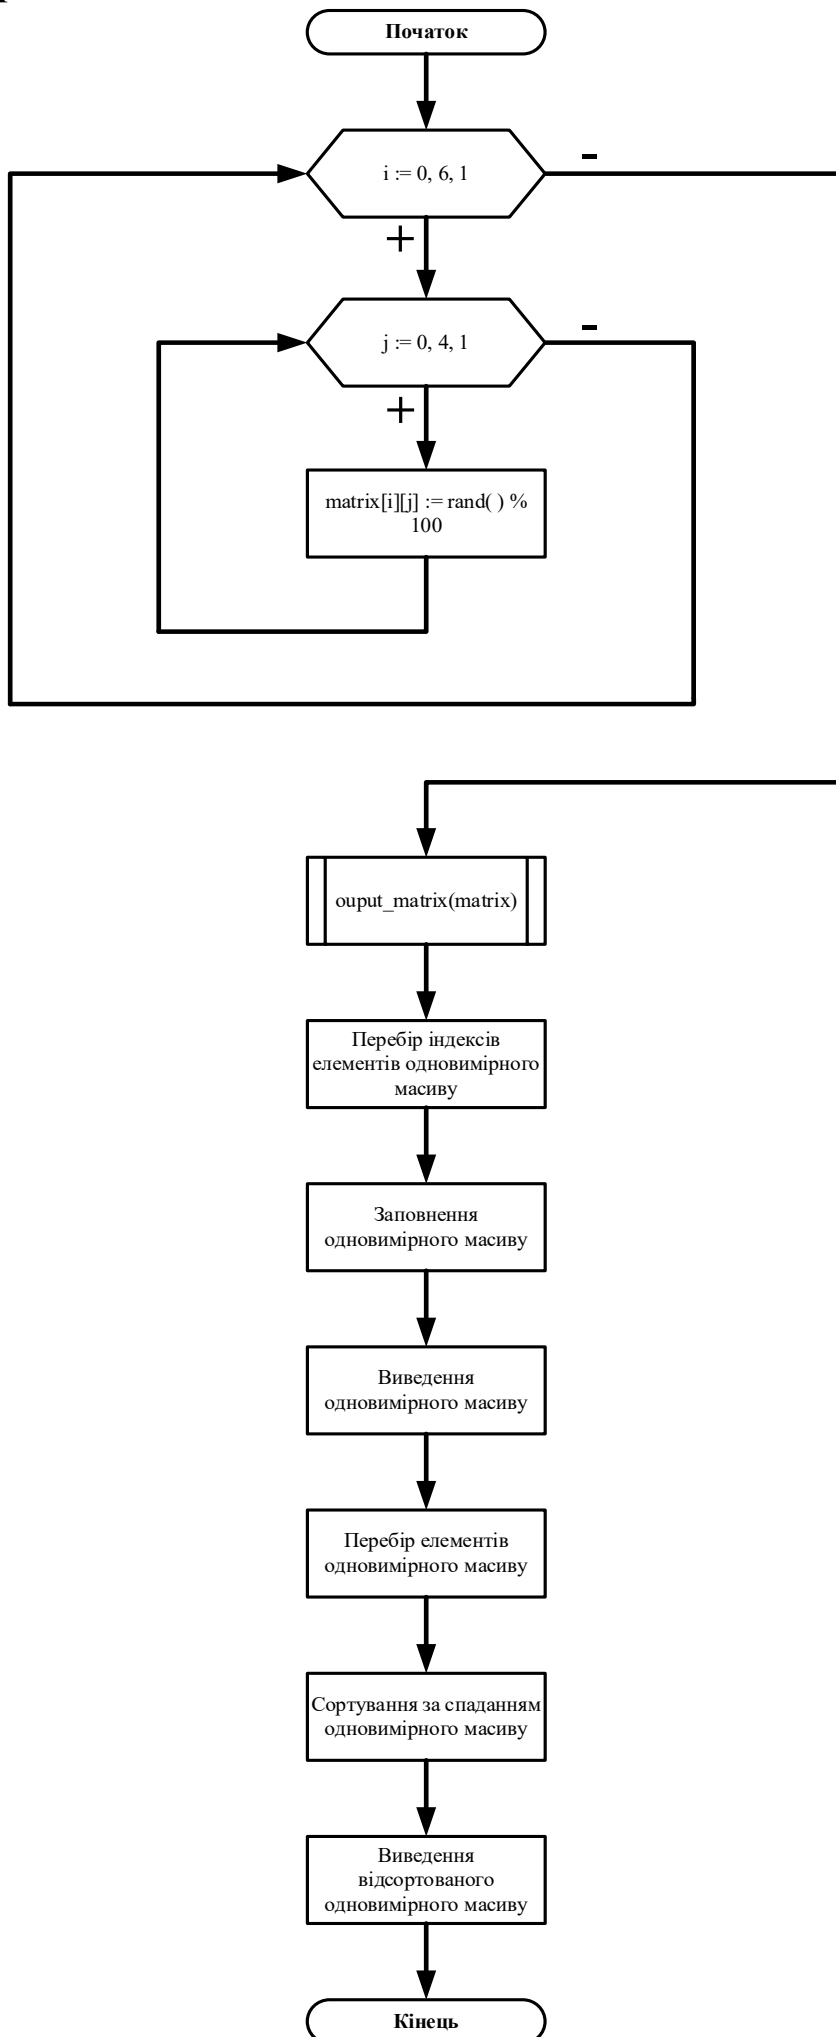 Початок
i := 0, 6, 1
-
+
j := 0, 4, 1
-
+
matrix[i][j] := rand( ) %
100
ouput_matrix(matrix)
Перебір індексів
елементів одновимірного
масиву
Заповнення
одновимірного масиву
Виведення
одновимірного масиву
Перебір елементів
одновимірного масиву
Сортування за спаданням
одновимірного масиву
Виведення
відсортованого
одновимірного масиву
Кінець